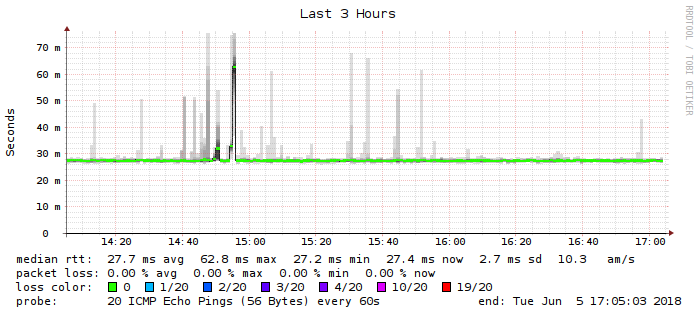 Last 3 Hours
RRDTOOL / TOBI OETIKER
Seconds
70 m
60 m
50 m
40 m
30 m
20 m
10 m
0
14:20 14:40 15:00 15:20 15:40 16:00 16:20 16:40 17:00
median rtt: 27.7 ms avg 62.8 ms max 27.2 ms min 27.4 ms now 2.7 ms sd 10.3 am/s
packet loss: 0.00 % avg 0.00 % max 0.00 % min 0.00 % now
loss color: 0 1/20 2/20 3/20 4/20 10/20 19/20
probe: 20 ICMP Echo Pings (56 Bytes) every 60s end: Tue Jun 5 17:05:03 2018